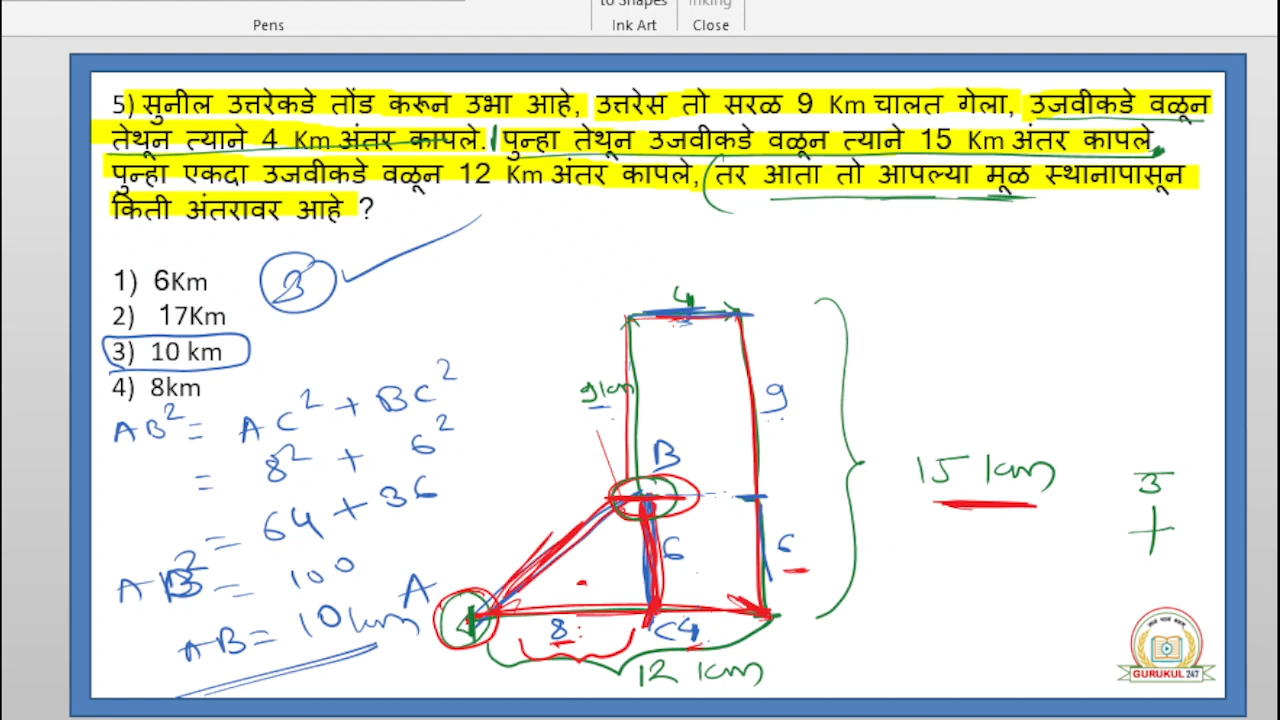 to Shapes
Inking
Pens
Ink Art
Close
5) सुनील उत्तरेकडे तोंड करून उभा आहे, उत्तरेस तो सरळ 9 Km चालत गेला, उजवीकडे वळून
तेथून त्याने 4 Km अंतर कापले. पुन्हा तेथून उजवीकडे वळून त्याने 15 Km अंतर कापले,
पुन्हा एकदा उजवीकडे वळून 12 Km अंतर कापले, तर आता तो आपल्या मूळ स्थानापासून
किती अंतरावर आहे ?
1) 6Km
2) 17Km
3) 10 km
4) 8km
3
AB² = AC² + BC²
= 8² + 6²
= 64 + 36
AB² = 100
AB = 10 km
4
9km
9
B
15 km
उ
6
6
A
8
C
4
12 km
GURUKUL 247